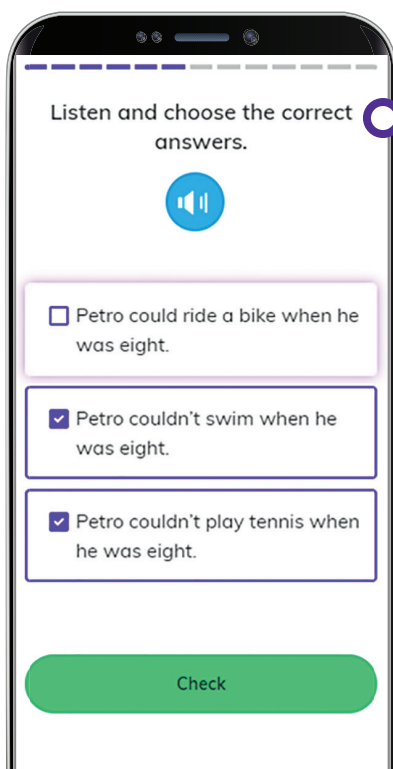 Listen and choose the correct
answers.
Petro could ride a bike when he
was eight.
Petro couldn't swim when he
was eight.
Petro couldn't play tennis when
he was eight.
Check